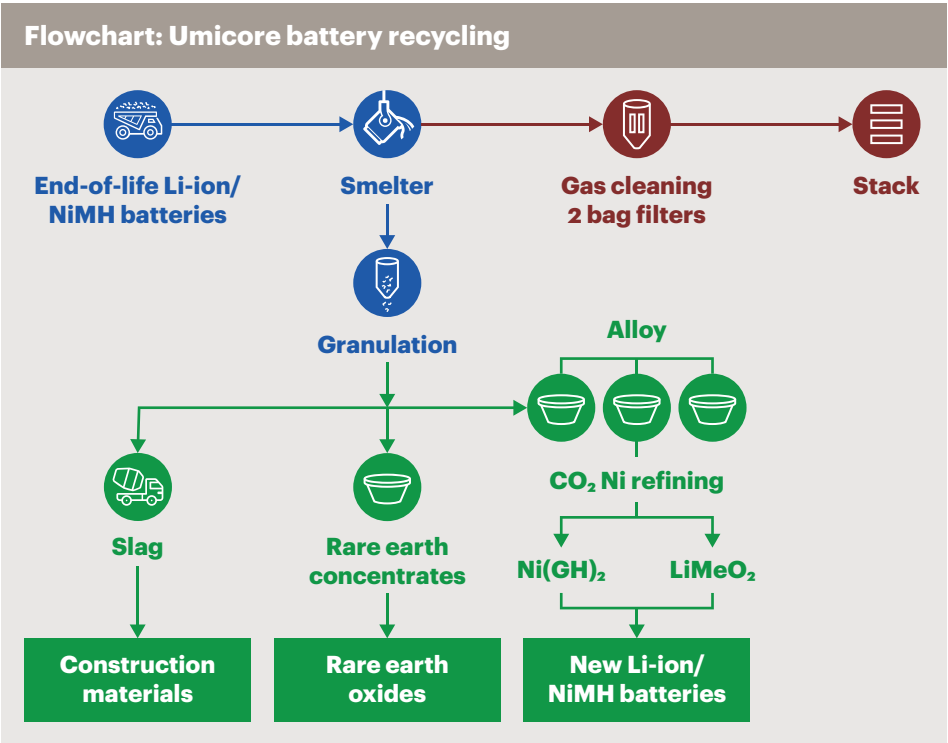 Flowchart: Umicore battery recycling
End-of-life Li-ion/
NiMH batteries
Smelter
Gas cleaning
2 bag filters
Stack
Granulation
Alloy
CO₂ Ni refining
Slag
Rare earth
concentrates
Ni(GH)₂
LiMeO₂
Construction
materials
Rare earth
oxides
New Li-ion/
NiMH batteries